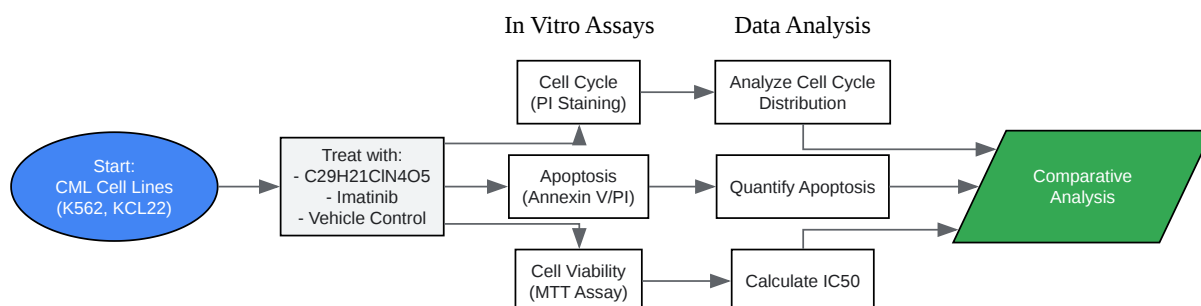 In Vitro Assays
Data Analysis
Cell Cycle
(PI Staining)
Analyze Cell Cycle
Distribution
Start:
CML Cell Lines
(K562, KCL22)
Treat with:
- C29H21ClN4O5
- Imatinib
- Vehicle Control
Apoptosis
(Annexin V/PI)
Quantify Apoptosis
Comparative
Analysis
Cell Viability
(MTT Assay)
Calculate IC50